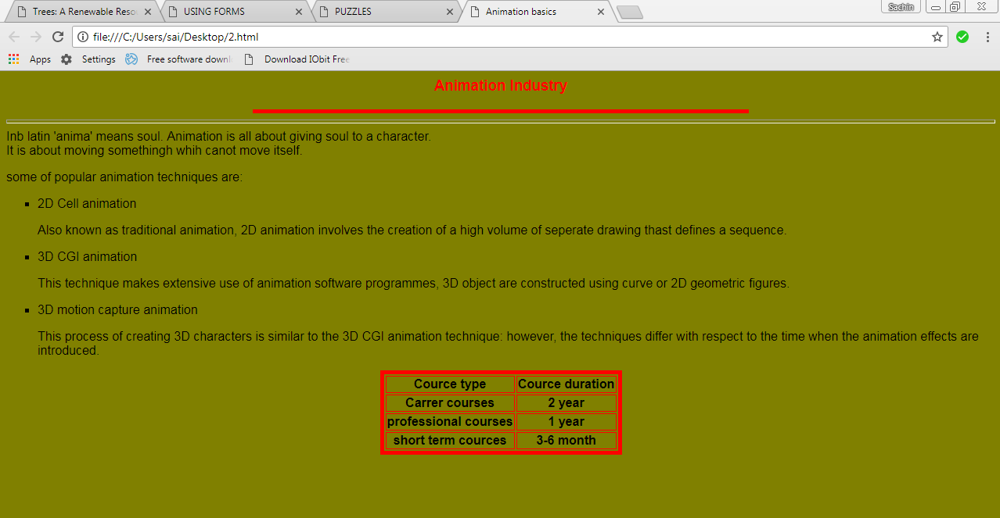 Trees: A Renewable Reso
USING FORMS
PUZZLES
Animation basics
Sachin
file:///C:/Users/sai/Desktop/2.html
Apps
Settings
Free software downl
Download IObit Free
Animation Industry
Inb latin 'anima' means soul. Animation is all about giving soul to a character.
It is about moving somethingh whih canot move itself.
some of popular animation techniques are:
2D Cell animation
Also known as traditional animation, 2D animation involves the creation of a high volume of seperate drawing thast defines a sequence.
3D CGI animation
This technique makes extensive use of animation software programmes, 3D object are constructed using curve or 2D geometric figures.
3D motion capture animation
This process of creating 3D characters is similar to the 3D CGI animation technique: however, the techniques differ with respect to the time when the animation effects are
introduced.
Cource type Cource duration
Carrer courses 2 year
professional courses 1 year
short term cources 3-6 month